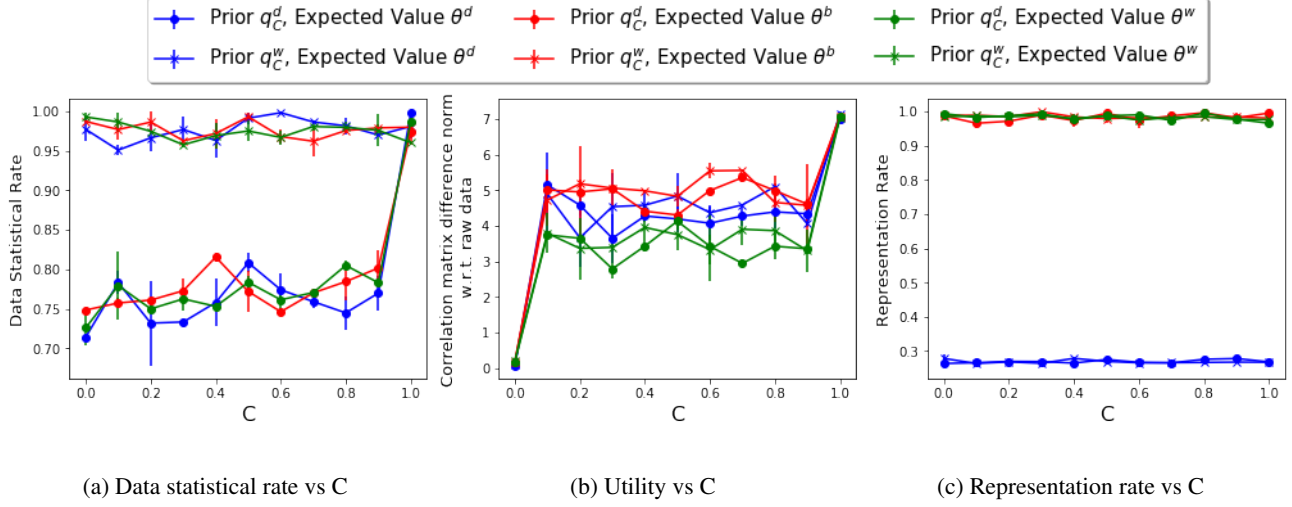 Prior q_C^d, Expected Value θ^d
Prior q_C^d, Expected Value θ^b
Prior q_C^d, Expected Value θ^w
Prior q_C^w, Expected Value θ^d
Prior q_C^w, Expected Value θ^b
Prior q_C^w, Expected Value θ^w
Data Statistical Rate
1.00
0.95
0.90
0.85
0.80
0.75
0.70
0.0 0.2 0.4 0.6 0.8 1.0
C
Correlation matrix difference norm
w.r.t. raw data
7
6
5
4
3
2
1
0
0.0 0.2 0.4 0.6 0.8 1.0
C
Representation Rate
1.0
0.9
0.8
0.7
0.6
0.5
0.4
0.3
0.0 0.2 0.4 0.6 0.8 1.0
C
(a) Data statistical rate vs C
(b) Utility vs C
(c) Representation rate vs C